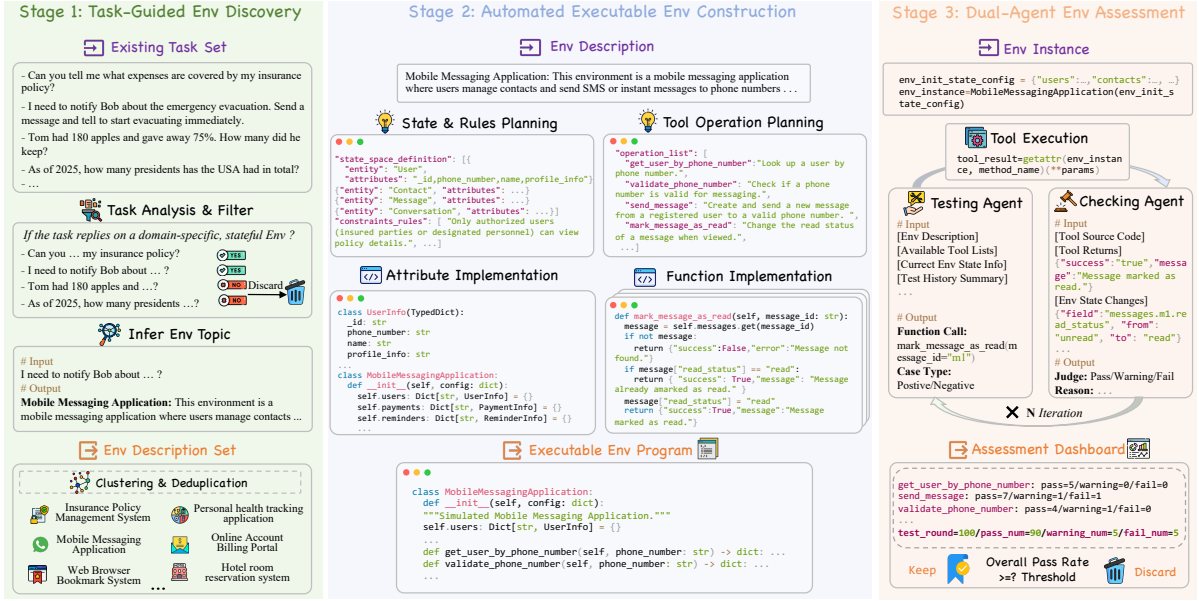 Stage 1: Task-Guided Env Discovery
Existing Task Set
- Can you tell me what expenses are covered by my insurance
policy?
- I need to notify Bob about the emergency evacuation. Send a
message and tell to start evacuating immediately.
- Tom had 180 apples and gave away 75%. How many did he
keep?
- As of 2025, how many presidents has the USA had in total?
- …
Task Analysis & Filter
If the task replies on a domain-specific, stateful Env ?
- Can you … my insurance policy?
YES
- I need to notify Bob about … ?
YES
- Tom had 180 apples and …?
NO
Discard
- As of 2025, how many presidents …?
NO
Infer Env Topic
# Input
I need to notify Bob about … ?
# Output
Mobile Messaging Application: This environment is a
mobile messaging application where users manage contacts ...
Env Description Set
Clustering & Deduplication
Insurance Policy
Management System
Personal health tracking
application
Mobile Messaging
Application
Online Account
Billing Portal
Web Browser
Bookmark System
Hotel room
reservation system
...
Stage 2: Automated Executable Env Construction
Env Description
Mobile Messaging Application: This environment is a mobile messaging application
where users manage contacts and send SMS or instant messages to phone numbers . . .
State & Rules Planning
"state_space_definition": [{
"entity": "User",
"attributes": "_id,phone_number,name,profile_info"}
{"entity": "Contact", "attributes": ...}
{"entity": "Message", "attributes": ...}
{"entity": "Conversation", "attributes": ...}]
"constraints_rules": [ "Only authorized users
(insured parties or designated personnel) can view
policy details.", ...]
Tool Operation Planning
"operation_list": [
"get_user_by_phone_number":"Look up a user by
phone number.",
"validate_phone_number": "Check if a phone
number is valid for messaging.",
"send_message": "Create and send a new message
from a registered user to a valid phone number. ",
"mark_message_as_read": "Change the read status
of a message when viewed.",
...]
Attribute Implementation
class UserInfo(TypedDict):
_id: str
phone_number: str
name: str
profile_info: str
...
class MobileMessagingApplication:
def __init__(self, config: dict):
self.users: Dict[str, UserInfo] = {}
self.payments: Dict[str, PaymentInfo] = {}
self.reminders: Dict[str, ReminderInfo] = {}
...
Function Implementation
def mark_message_as_read(self, message_id: str):
message = self.messages.get(message_id)
if not message:
return {"success":False,"error":"Message not
found."}
if message["read_status"] == "read":
return { "success": True,"message": "Message
already amarked as read." }
message["read_status"] = "read"
return {"success":True,"message":"Message
marked as read."}
Executable Env Program
class MobileMessagingApplication:
def __init__(self, config: dict):
"""Simulated Mobile Messaging Application."""
self.users: Dict[str, UserInfo] = {}
...
def get_user_by_phone_number(self, phone_number: str) -> dict: ...
def validate_phone_number(self, phone_number: str) -> dict: ...
...
Stage 3: Dual-Agent Env Assessment
Env Instance
env_init_state_config = {"users":…,"contacts":…, …}
env_instance=MobileMessagingApplication(env_init_s
tate_config)
Tool Execution
tool_result=getattr(env_instan
ce, method_name)(**params)
Testing Agent
# Input
[Env Description]
[Available Tool Lists]
[Currect Env State Info]
[Test History Summary]
...
# Output
Function Call:
mark_message_as_read(m
essage_id="m1")
Case Type:
Postive/Negative
Checking Agent
# Input
[Tool Source Code]
[Tool Returns]
{"success":"true","messa
ge":"Message marked as
read."}
[Env State Changes]
{"field":"messages.m1.re
ad_status", "from":
"unread", "to": "read"}
...
# Output
Judge: Pass/Warning/Fail
Reason: . . .
N Iteration
Assessment Dashboard
get_user_by_phone_number: pass=5/warning=0/fail=0
send_message: pass=7/warning=1/fail=1
validate_phone_number: pass=4/warning=1/fail=0
...
test_round=100/pass_num=90/warning_num=5/fail_num=5
Keep
Overall Pass Rate
>=? Threshold
Discard